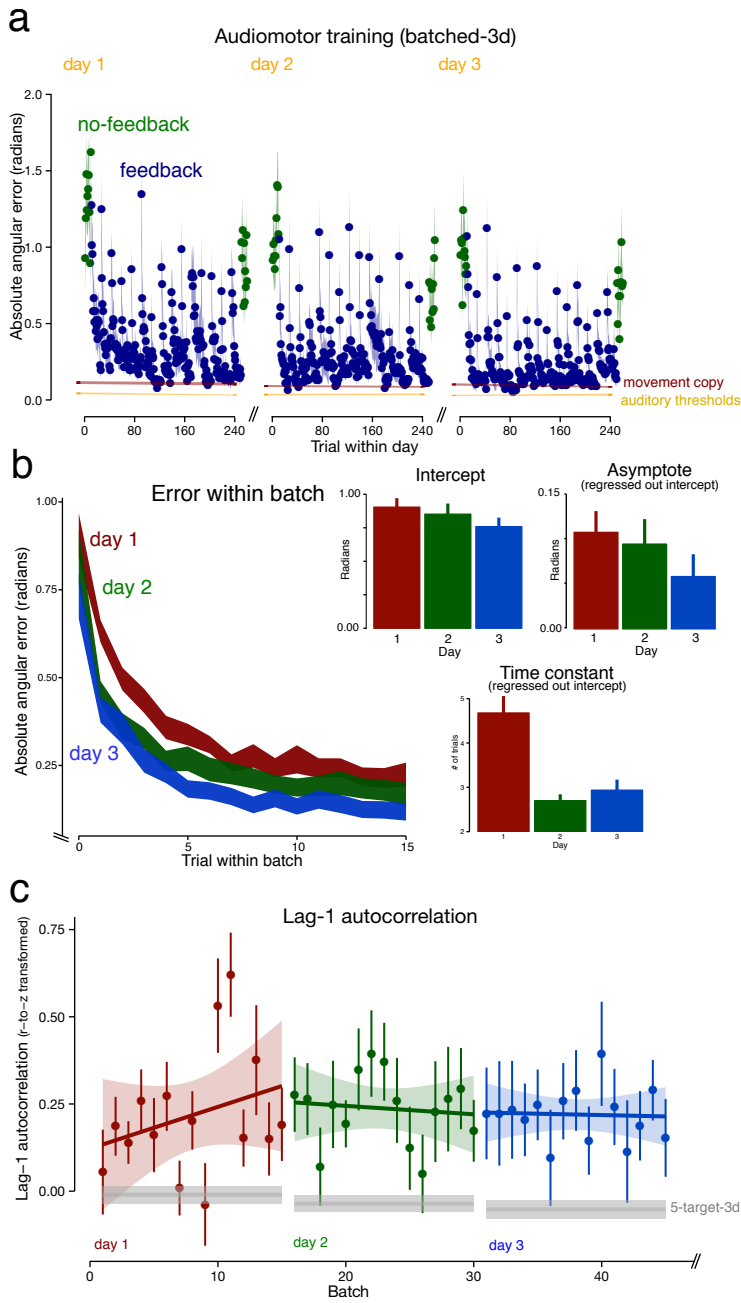 a
Audiomotor training (batched-3d)
day 1 day 2 day 3
Absolute angular error (radians)
2.0
1.5
1.0
0.5
0.0
no-feedback
feedback
movement copy
auditory thresholds
0 80 160 240 0 80 160 240 0 80 160 240
Trial within day
b
Error within batch
Absolute angular error (radians)
1.00
0.75
0.50
0.25
day 1
day 2
day 3
0 5 10 15
Trial within batch
Intercept
Radians
1.00
0.00
1 2 3
Day
Asymptote
(regressed out intercept)
Radians
0.15
0.00
1 2 3
Day
Time constant
(regressed out intercept)
# of trials
5
4
3
2
1 2 3
Day
c
Lag-1 autocorrelation
Lag−1 autocorrelation (r−to−z transformed)
0.75
0.50
0.25
0.00
5-target-3d
day 1 day 2 day 3
0 10 20 30 40
Batch